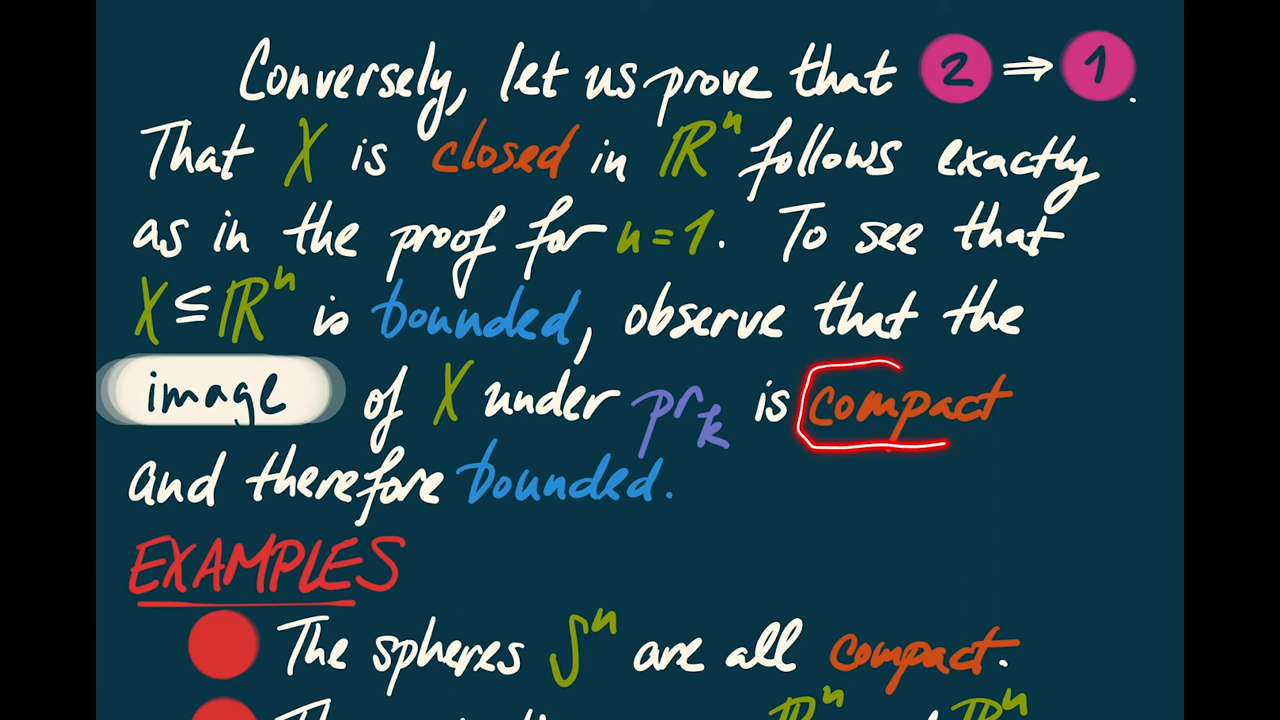 Conversely, let us prove that 2 ⇒ 1.
That X is closed in ℝⁿ follows exactly
as in the proof for n=1. To see that
X ⊆ ℝⁿ is bounded, observe that the
image of X under pr_k is compact
and therefore bounded.
EXAMPLES
The spheres Sⁿ are all compact.